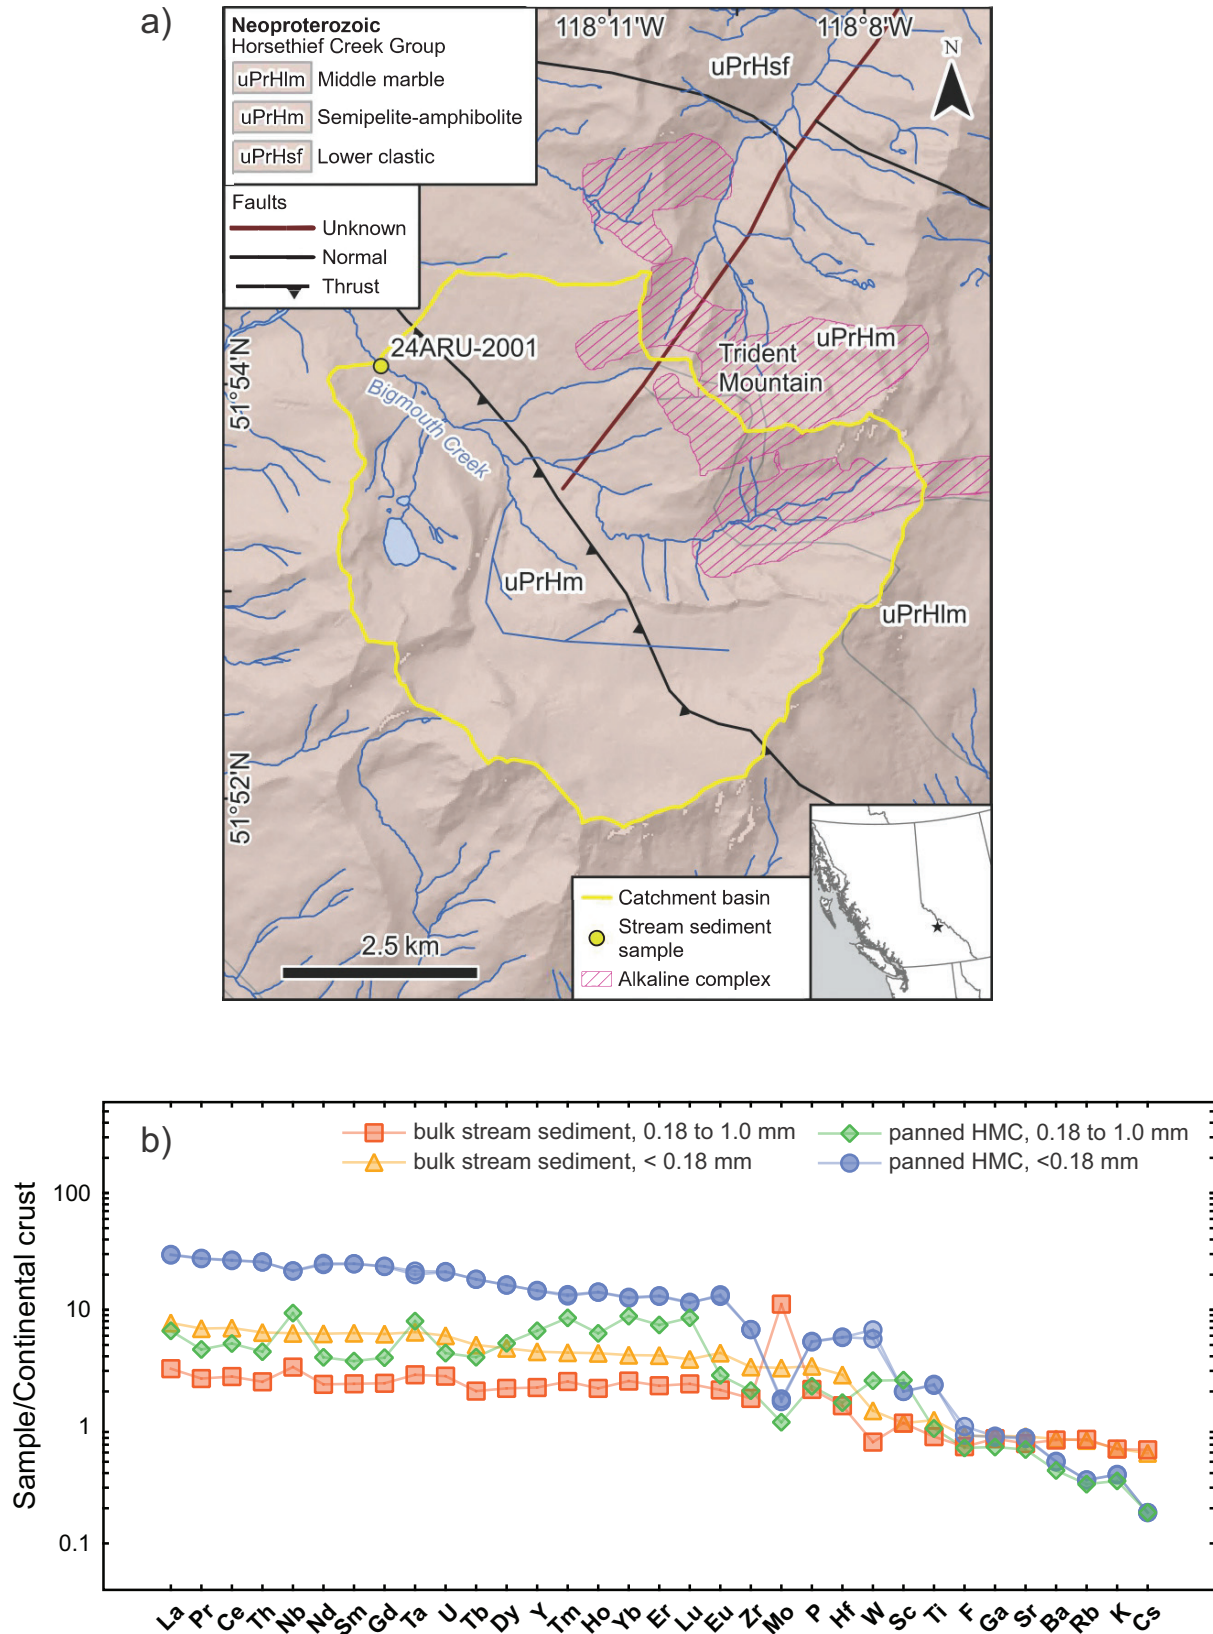 a)
Neoproterozoic
Horsethief Creek Group
uPrHlm Middle marble
uPrHm Semipelite-amphibolite
uPrHsf Lower clastic
Faults
Unknown
Normal
Thrust
118°11'W
118°8'W
N
uPrHsf
24ARU-2001
Bigmouth Creek
uPrHm
Trident
Mountain
51°54'N
uPrHm
uPrHlm
51°52'N
2.5 km
Catchment basin
Stream sediment
sample
Alkaline complex
b)
bulk stream sediment, 0.18 to 1.0 mm
bulk stream sediment, < 0.18 mm
panned HMC, 0.18 to 1.0 mm
panned HMC, <0.18 mm
Sample/Continental crust
100
10
1
0.1
La Pr Ce Th Nb Nd Sm Gd Ta U Tb Dy Y Tm Ho Yb Er Lu Eu Zr Mo P Hf W Sc Ti F Ga Sr Ba Rb K Cs